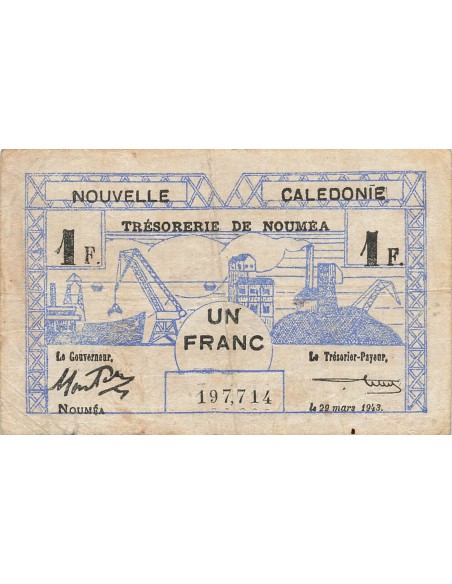 NOUVELLE CALEDONIE
TRÉSORERIE DE NOUMÉA
1 F. 1 F.
UN
FRANC
Le Gouverneur, Le Trésorier-Payeur,
197,714
NOUMÉA Le 29 mars 1943.